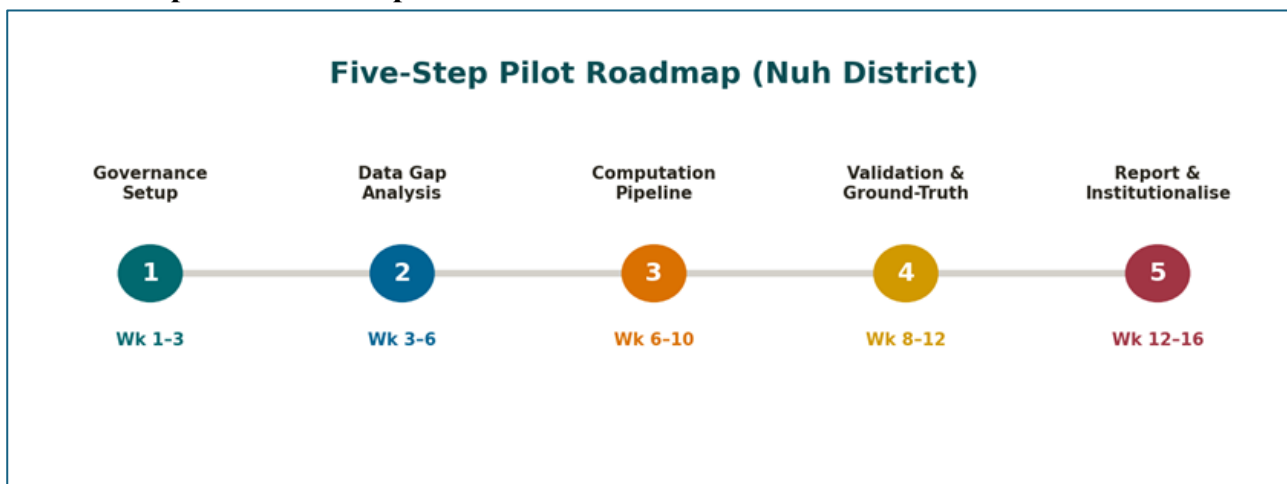 Five-Step Pilot Roadmap (Nuh District)
Governance
Setup
Data Gap
Analysis
Computation
Pipeline
Validation &
Ground-Truth
Report &
Institutionalise
1
2
3
4
5
Wk 1–3
Wk 3–6
Wk 6–10
Wk 8–12
Wk 12–16